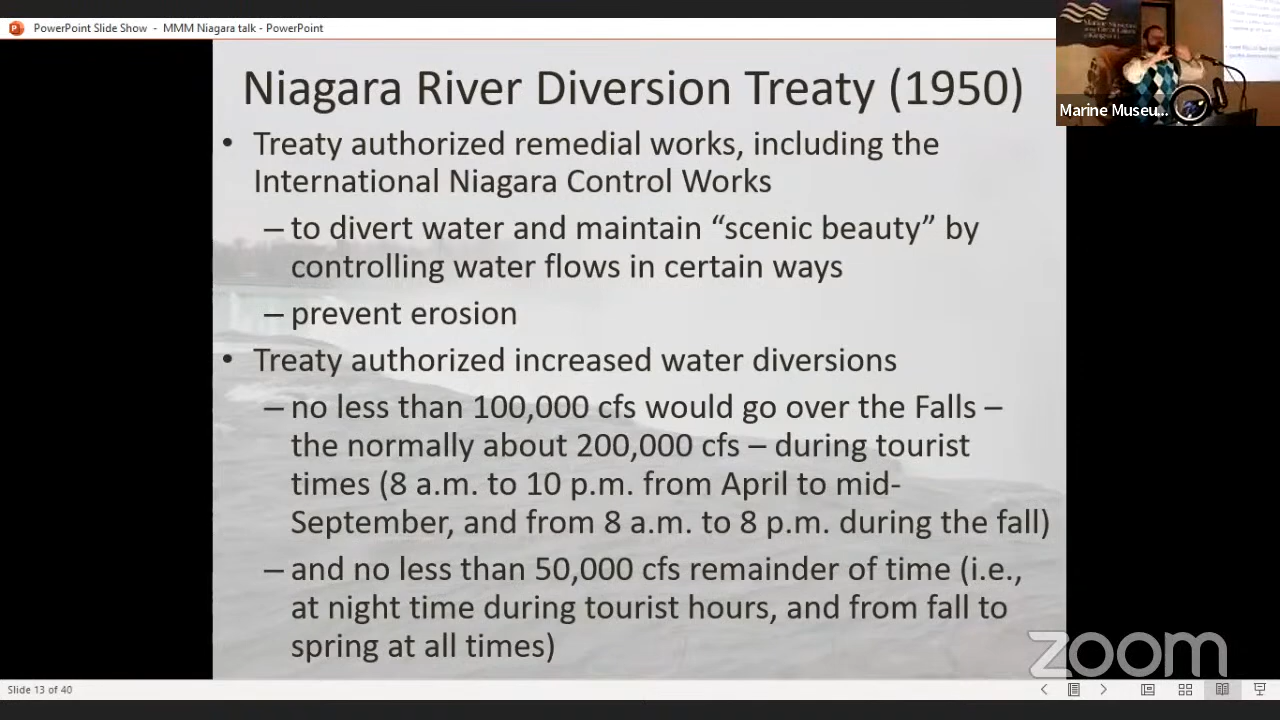 PowerPoint Slide Show - MMM Niagara talk - PowerPoint
Niagara River Diversion Treaty (1950)
• Treaty authorized remedial works, including the
International Niagara Control Works
– to divert water and maintain “scenic beauty” by
controlling water flows in certain ways
– prevent erosion
• Treaty authorized increased water diversions
– no less than 100,000 cfs would go over the Falls –
the normally about 200,000 cfs – during tourist
times (8 a.m. to 10 p.m. from April to mid-
September, and from 8 a.m. to 8 p.m. during the fall)
– and no less than 50,000 cfs remainder of time (i.e.,
at night time during tourist hours, and from fall to
spring at all times)
Marine Museu...
zoom
Slide 13 of 40